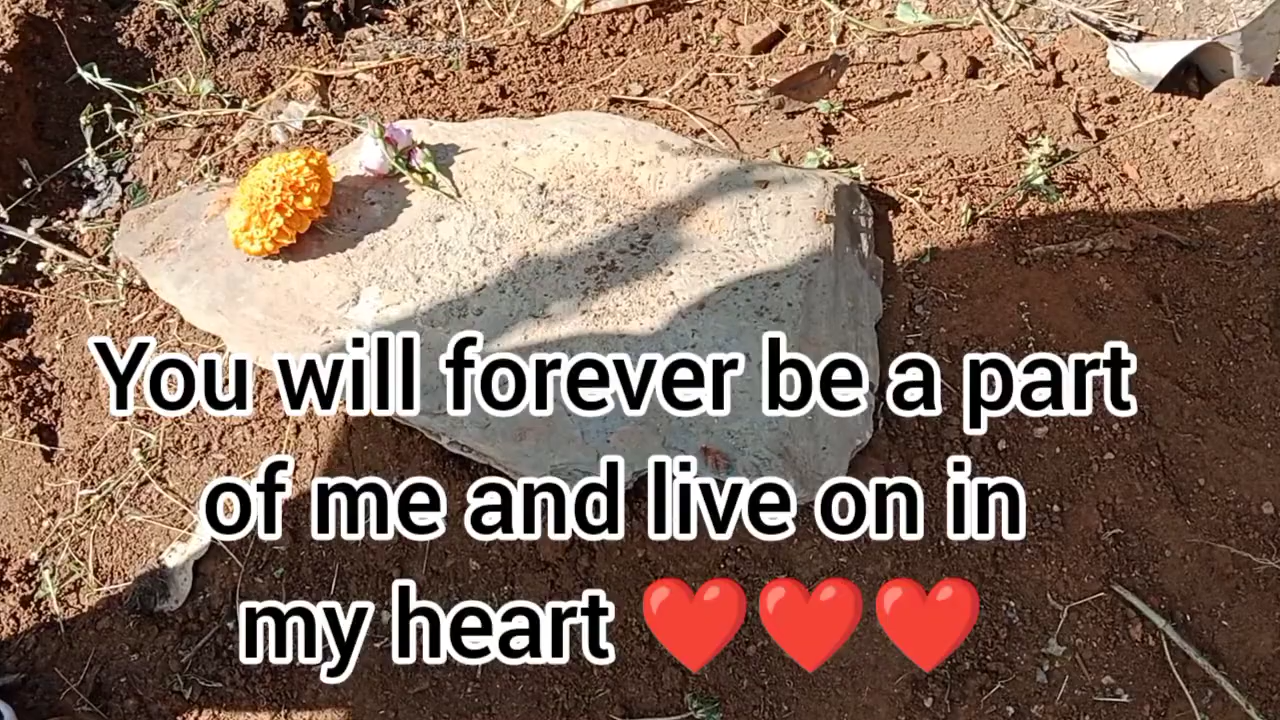 You will forever be a part
of me and live on in
my heart ❤️❤️❤️